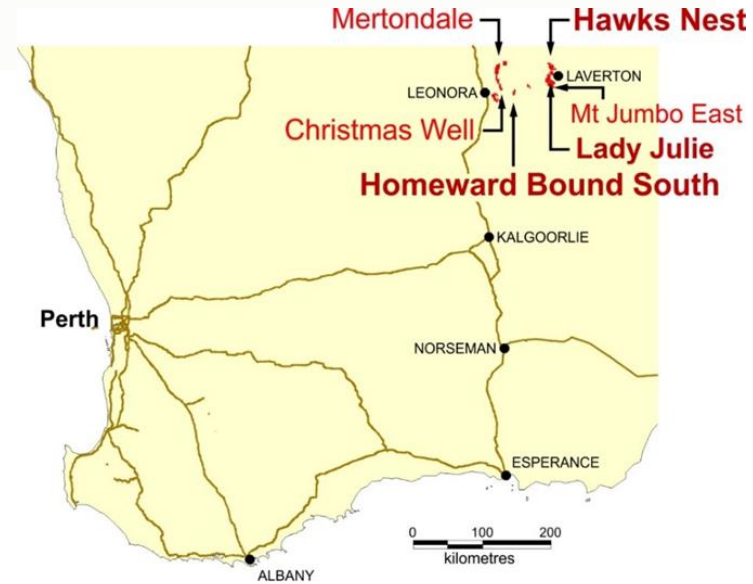 Mertondale
Hawks Nest
LEONORA
LAVERTON
Christmas Well
Mt Jumbo East
Lady Julie
Homeward Bound South
KALGOORLIE
Perth
NORSEMAN
ESPERANCE
0 100 200
kilometres
ALBANY